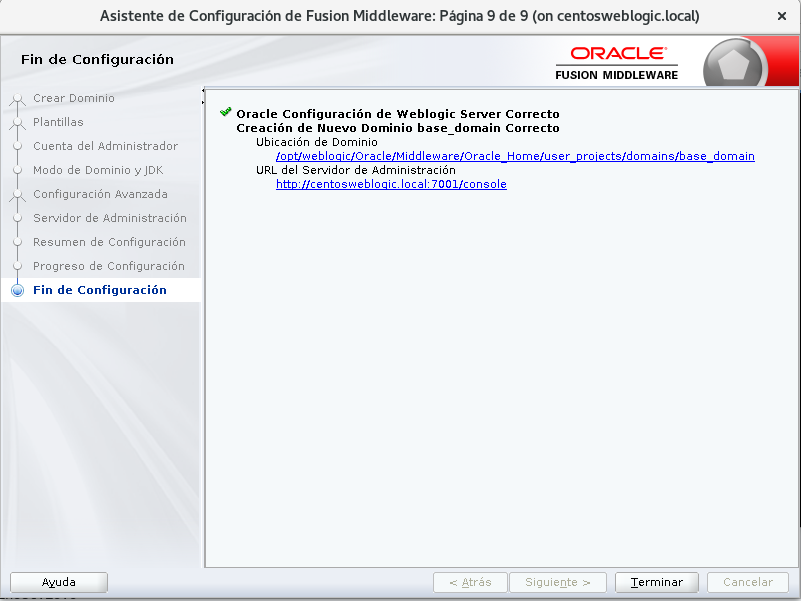 Asistente de Configuración de Fusion Middleware: Página 9 de 9 (on centosweblogic.local)
Fin de Configuración
ORACLE
FUSION MIDDLEWARE
Crear Dominio
Plantillas
Cuenta del Administrador
Modo de Dominio y JDK
Configuración Avanzada
Servidor de Administración
Resumen de Configuración
Progreso de Configuración
Fin de Configuración
Oracle Configuración de Weblogic Server Correcto
Creación de Nuevo Dominio base_domain Correcto
Ubicación de Dominio
/opt/weblogic/Oracle/Middleware/Oracle_Home/user_projects/domains/base_domain
URL del Servidor de Administración
http://centosweblogic.local:7001/console
Ayuda
< Atrás
Siguiente >
Terminar
Cancelar